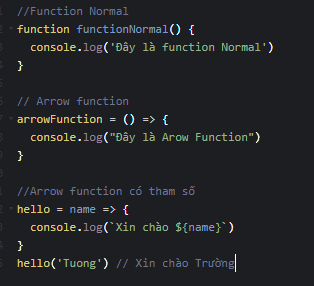 //Function Normal
function functionNormal() {
console.log('Đây là function Normal')
}
// Arrow function
arrowFunction = () => {
console.log("Đây là Arow Function")
}
//Arrow function có tham số
hello = name => {
console.log(`Xin chào ${name}`)
}
hello('Tuong') // Xin chào Trường